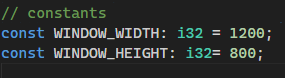 // constants
const WINDOW_WIDTH: i32 = 1200;
const WINDOW_HEIGHT: i32= 800;